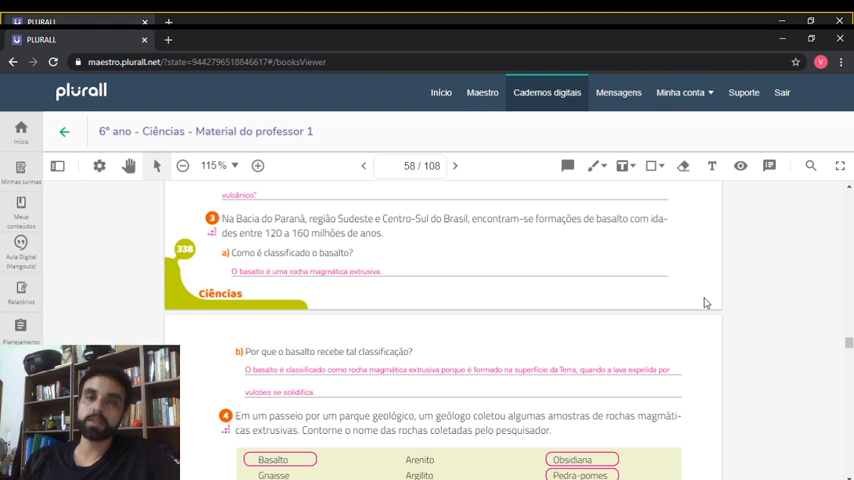 PLURALL
PLURALL
maestro.plurall.net/?state=9442796518846617#/booksViewer
V
plurall
Início
Maestro
Cadernos digitais
Mensagens
Minha conta
Suporte
Sair
Início
6º ano - Ciências - Material do professor 1
115%
58 / 108
T
Minhas turmas
Meus
conteúdos
Aula Digital
(Hangouts)
Relatórios
Planejamento
vulcânico".
3 Na Bacia do Paraná, região Sudeste e Centro-Sul do Brasil, encontram-se formações de basalto com ida-
des entre 120 a 160 milhões de anos.
338
a) Como é classificado o basalto?
O basalto é uma rocha magmática extrusiva.
Ciências
b) Por que o basalto recebe tal classificação?
O basalto é classificado como rocha magmática extrusiva porque é formado na superfície da Terra, quando a lava expelida por
vulcões se solidifica.
4 Em um passeio por um parque geológico, um geólogo coletou algumas amostras de rochas magmáti-
cas extrusivas. Contorne o nome das rochas coletadas pelo pesquisador.
Basalto Arenito Obsidiana
Gnaisse Argilito Pedra-pomes